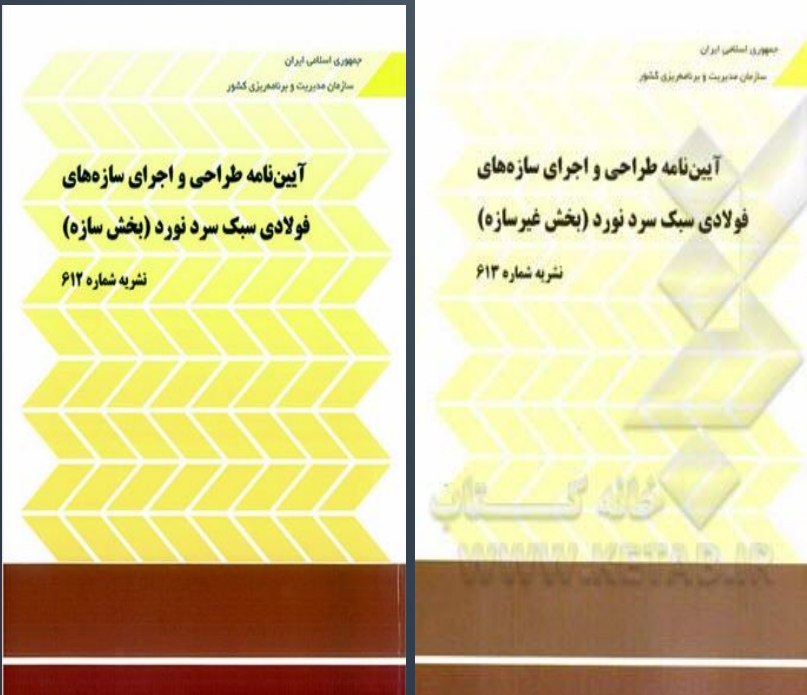 جمهوری اسلامی ایران
سازمان مدیریت و برنامه‌ریزی کشور
آیین‌نامه طراحی و اجرای سازه‌های
فولادی سبک سرد نورد (بخش سازه)
نشریه شماره ۶۱۲
جمهوری اسلامی ایران
سازمان مدیریت و برنامه‌ریزی کشور
آیین‌نامه طراحی و اجرای سازه‌های
فولادی سبک سرد نورد (بخش غیرسازه)
نشریه شماره ۶۱۳
خانه کتاب
WWW.KETAB.IR